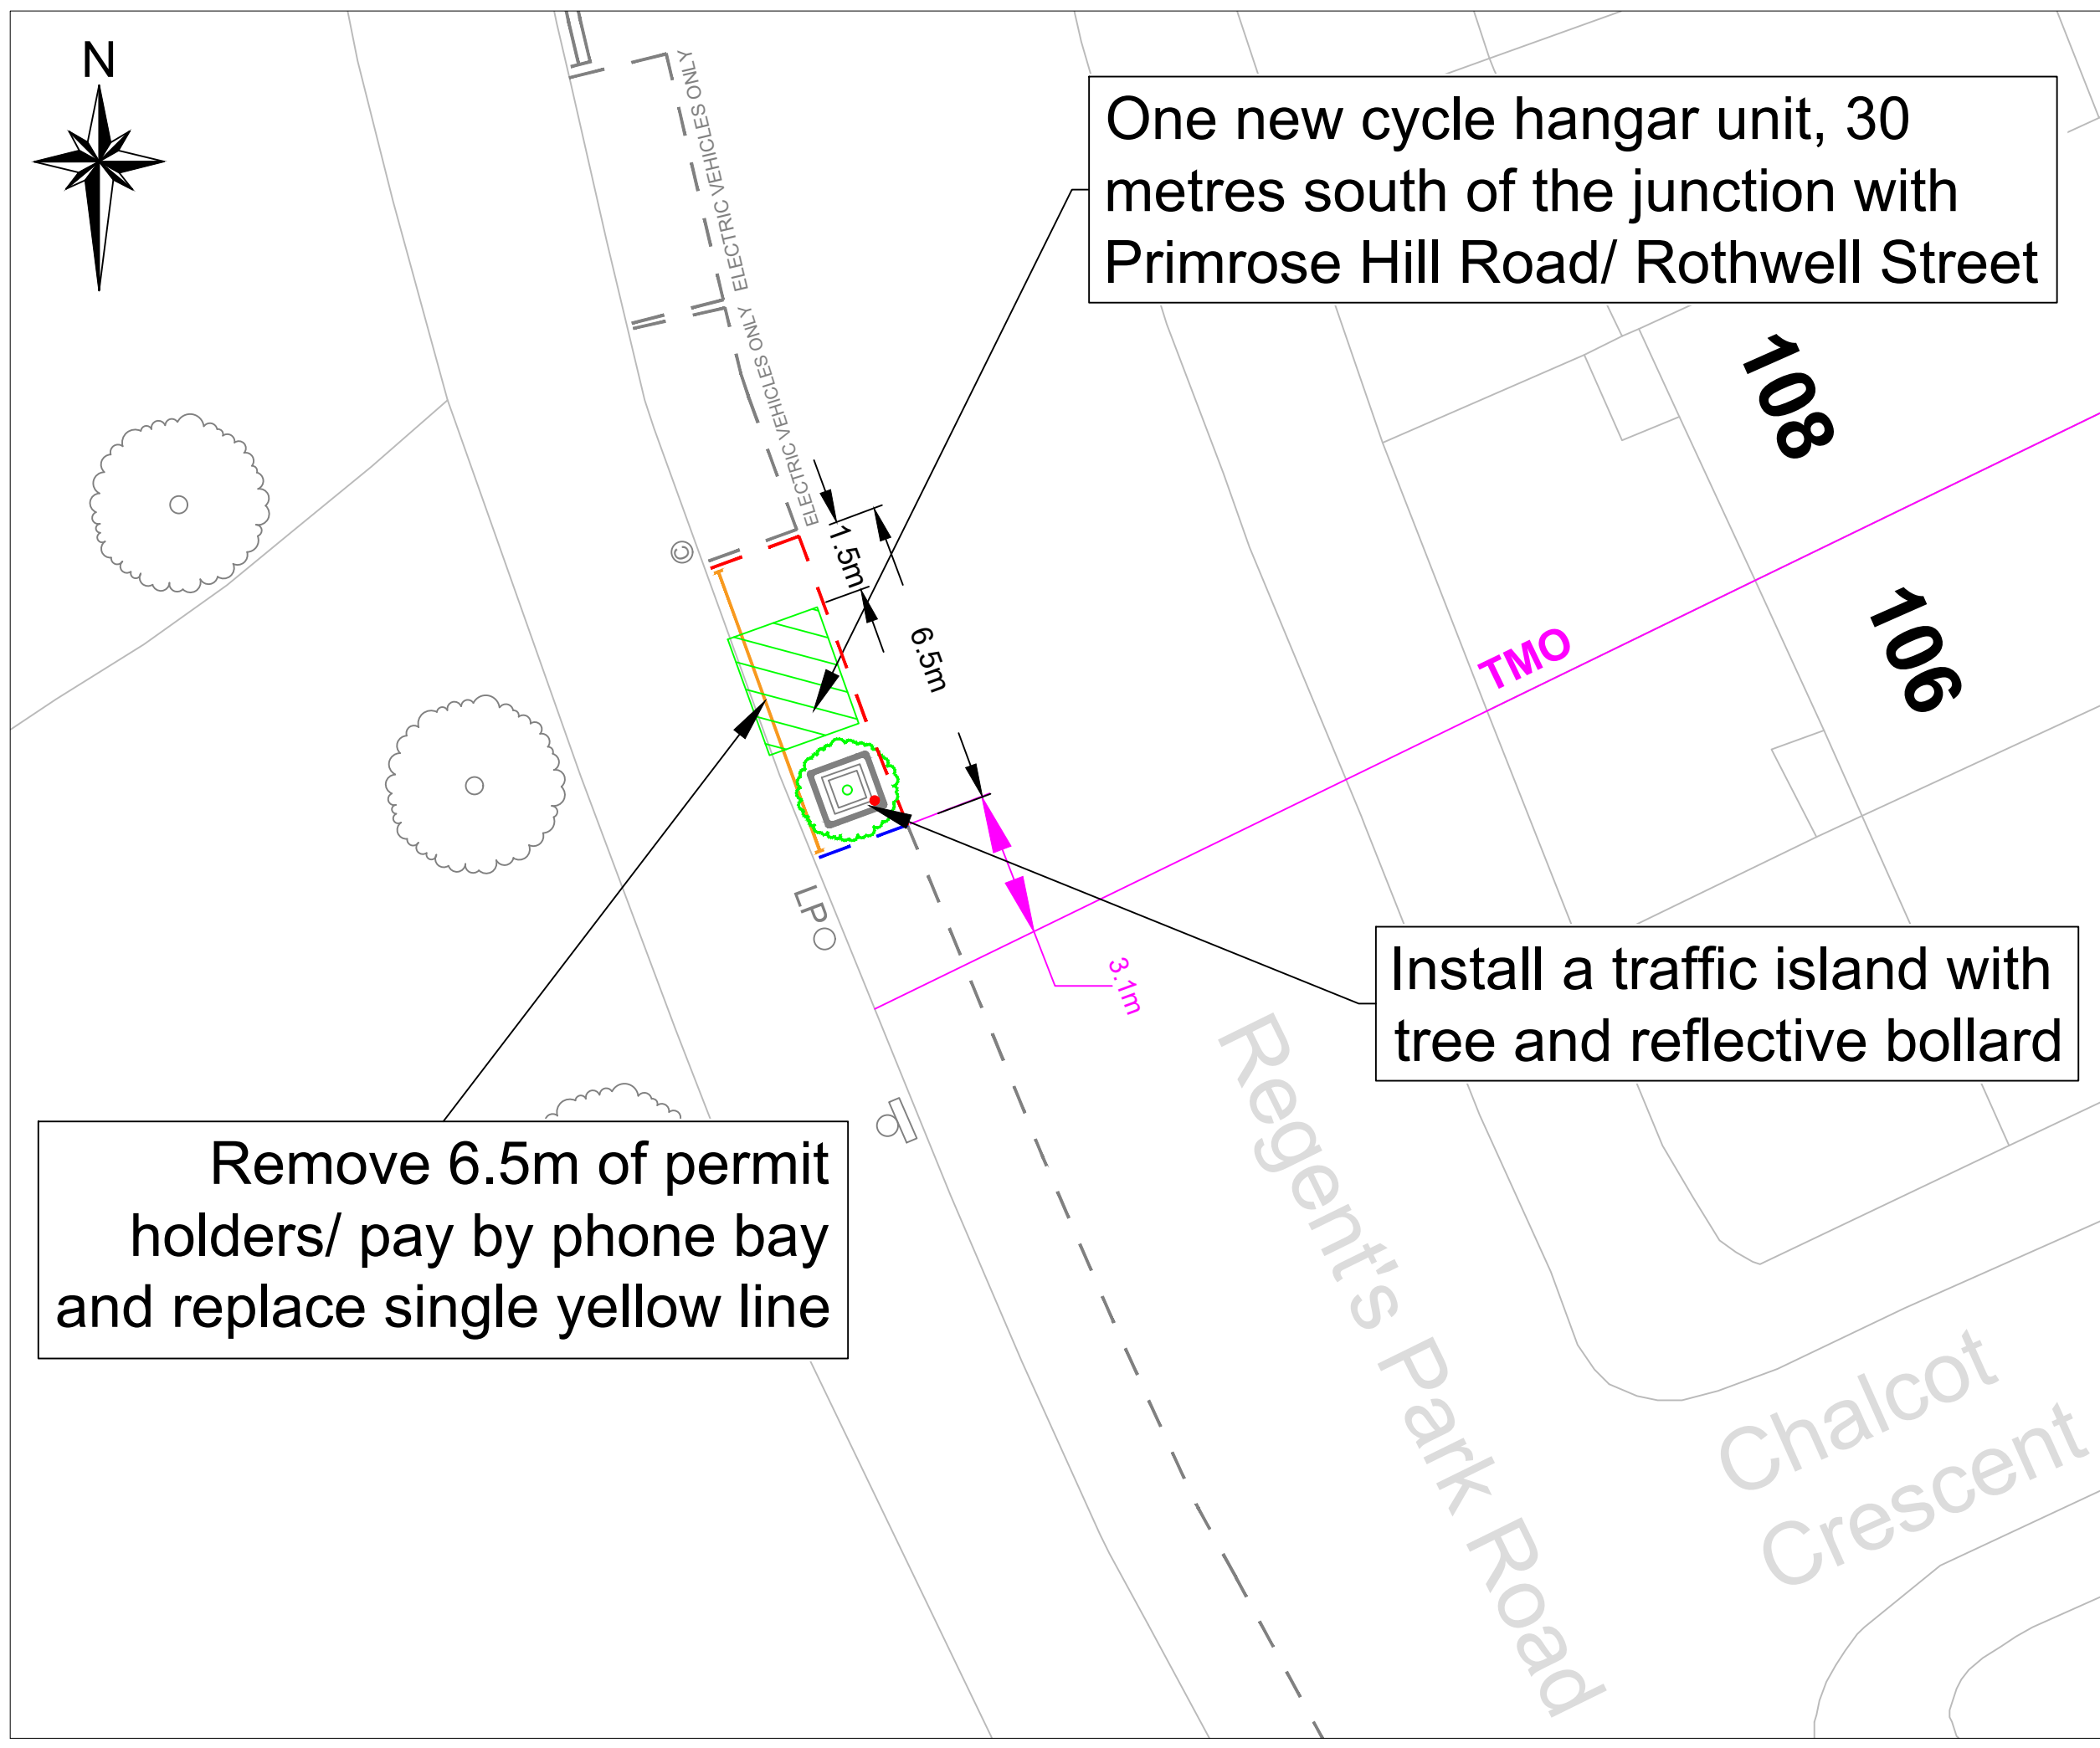 N
ELECTRIC VEHICLES ONLY
ELECTRIC VEHICLES ONLY
One new cycle hangar unit, 30
metres south of the junction with
Primrose Hill Road/ Rothwell Street
108
106
TMO
©
1.5m
6.5m
3.1m
LP
Install a traffic island with
tree and reflective bollard
Remove 6.5m of permit
holders/ pay by phone bay
and replace single yellow line
Regent's Park Road
Chalcot
Crescent